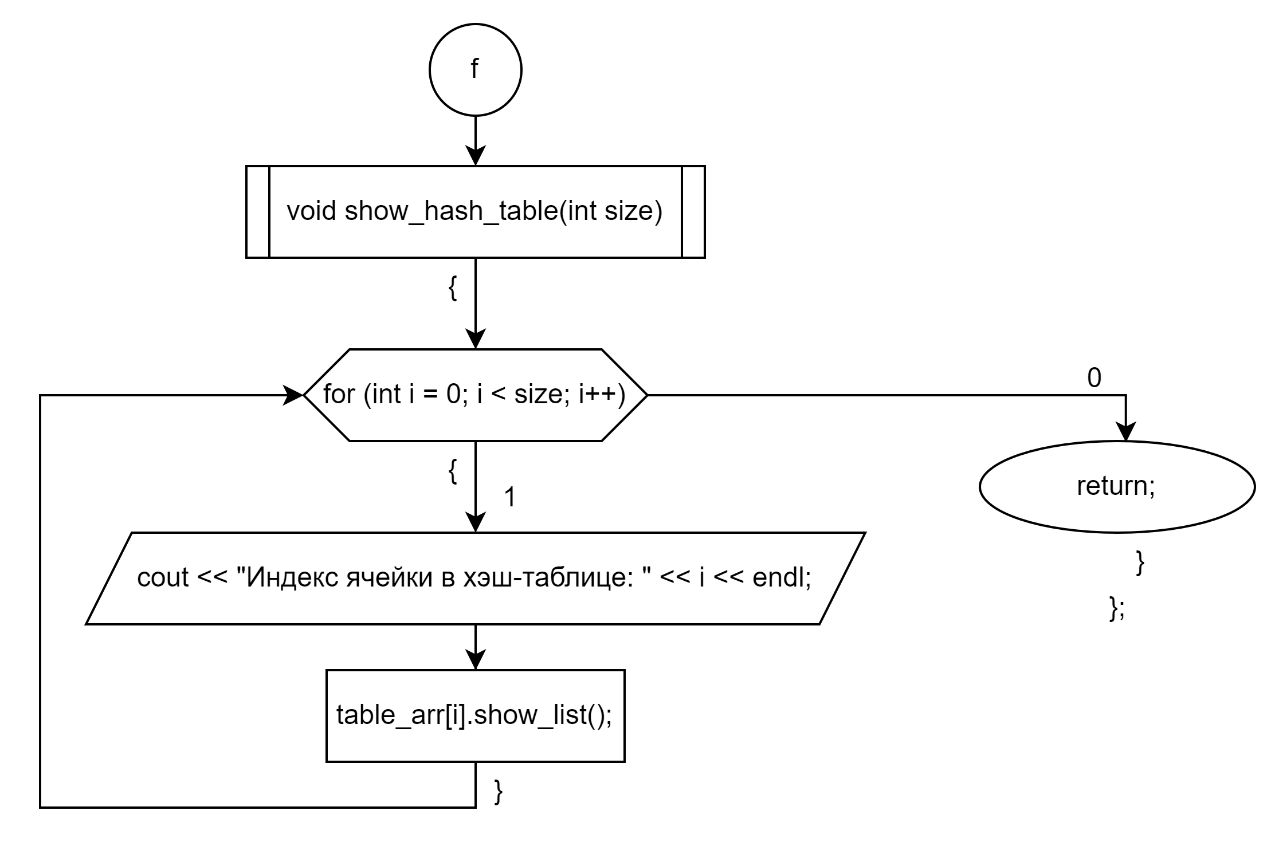 f
void show_hash_table(int size)
{
for (int i = 0; i < size; i++)
0
{
1
return;
}
};
cout << "Индекс ячейки в хэш-таблице: " << i << endl;
table_arr[i].show_list();
}